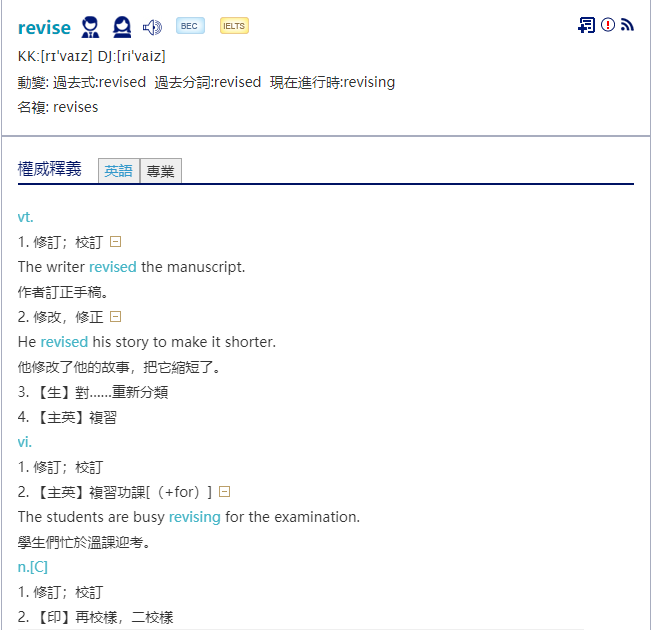 revise BEC IELTS
KK:[rɪˈvaɪz] DJ:[riˈvaiz]
動變: 過去式:revised 過去分詞:revised 現在進行時:revising
名複: revises
權威釋義 英語 專業
vt.
1. 修訂；校訂
The writer revised the manuscript.
作者訂正手稿。
2. 修改，修正
He revised his story to make it shorter.
他修改了他的故事，把它縮短了。
3. 【生】對……重新分類
4. 【主英】複習
vi.
1. 修訂；校訂
2. 【主英】複習功課[（+for）]
The students are busy revising for the examination.
學生們忙於溫課迎考。
n.[C]
1. 修訂；校訂
2. 【印】再校樣，二校樣